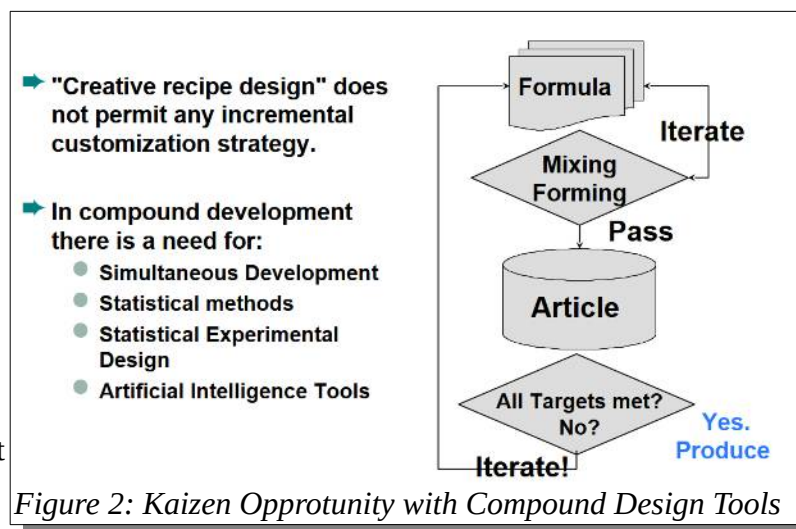 "Creative recipe design" does
not permit any incremental
customization strategy.
In compound development
there is a need for:
Simultaneous Development
Statistical methods
Statistical Experimental
Design
Artificial Intelligence Tools
Formula
Iterate
Mixing
Forming
Pass
Article
All Targets met?
No?
Yes.
Produce
Iterate!
Figure 2: Kaizen Opprotunity with Compound Design Tools